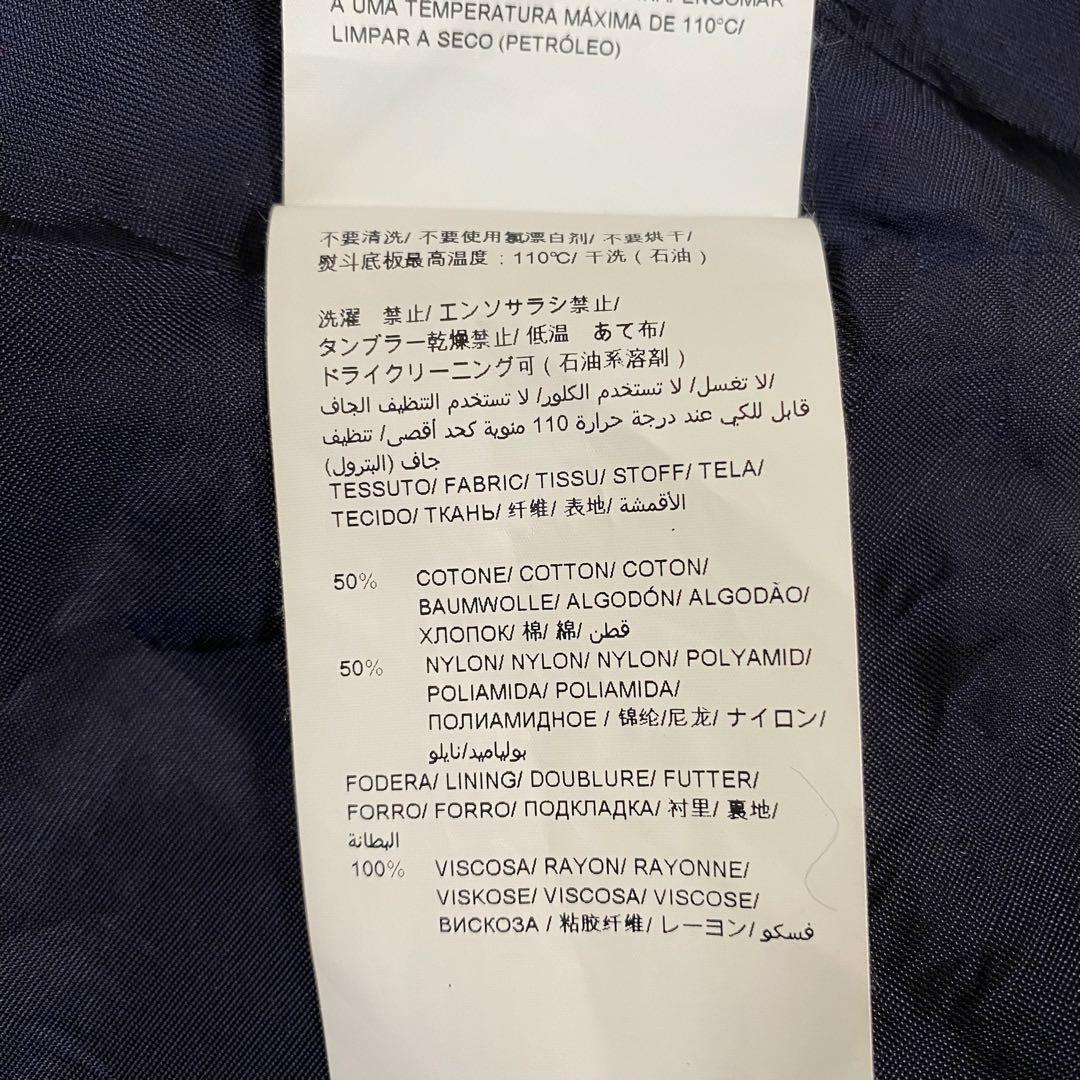 ENGOMAR
A UMA TEMPERATURA MÁXIMA DE 110°C/
LIMPAR A SECO (PETRÓLEO)
不要清洗/ 不要使用氯漂白剂/ 不要烘干/
熨斗底板最高温度：110℃/ 干洗（石油）
洗濯　禁止/ エンソサラシ禁止/
タンブラー乾燥禁止/ 低温　あて布/
ドライクリーニング可（石油系溶剤）
لا تغسل/ لا تستخدم الكلور/ لا تستخدم التنظيف الجاف/
قابل للكي عند درجة حرارة 110 مئوية كحد أقصى/ تنظيف
جاف (البترول)
TESSUTO/ FABRIC/ TISSU/ STOFF/ TELA/
TECIDO/ ТКАНЬ/ 纤维/ 表地/ الأقمشة
50% COTONE/ COTTON/ COTON/
BAUMWOLLE/ ALGODÓN/ ALGODÃO/
ХЛОПОК/ 棉/ 綿/ قطن
50% NYLON/ NYLON/ NYLON/ POLYAMID/
POLIAMIDA/ POLIAMIDA/
ПОЛИАМИДНОЕ / 锦纶/尼龙/ ナイロン/
بولياميد/نايلو
FODERA/ LINING/ DOUBLURE/ FUTTER/
FORRO/ FORRO/ ПОДКЛАДКА/ 衬里/ 裏地/
البطانة
100% VISCOSA/ RAYON/ RAYONNE/
VISKOSE/ VISCOSA/ VISCOSE/
ВИСКОЗА / 粘胶纤维/ レーヨン/ فسكو